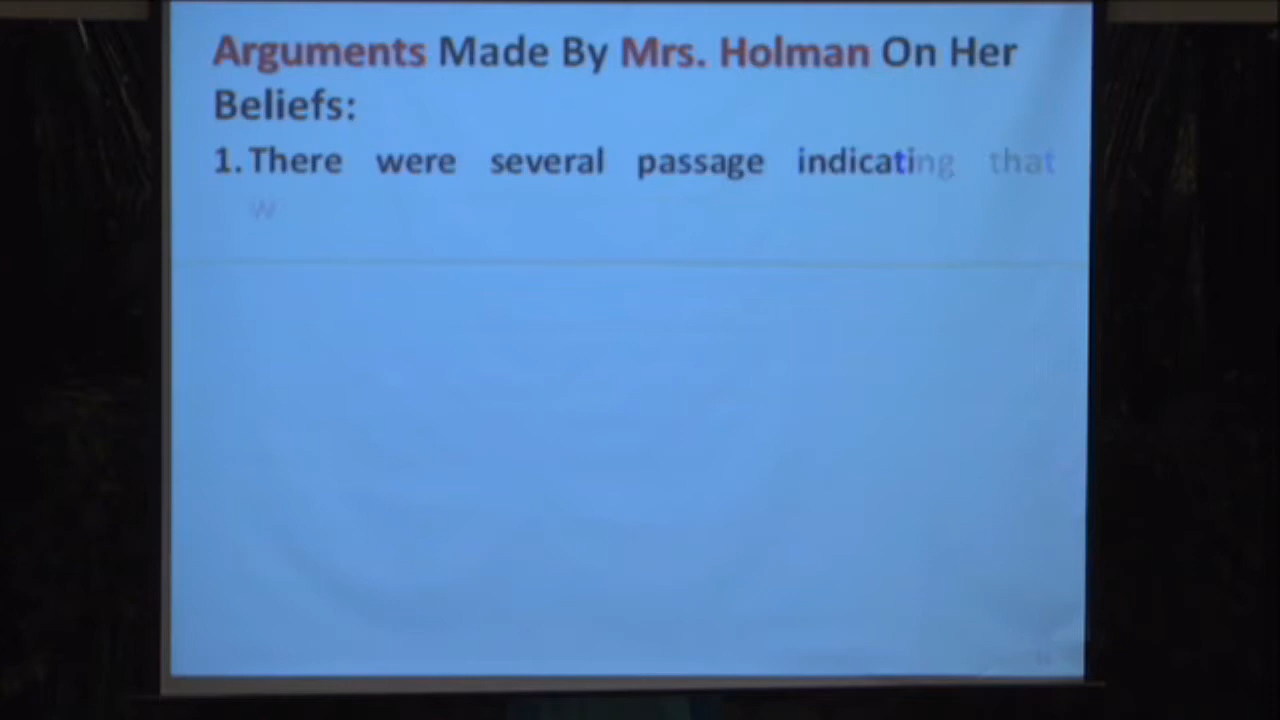 Arguments Made By Mrs. Holman On Her
Beliefs:
1. There were several passage indicating that
w